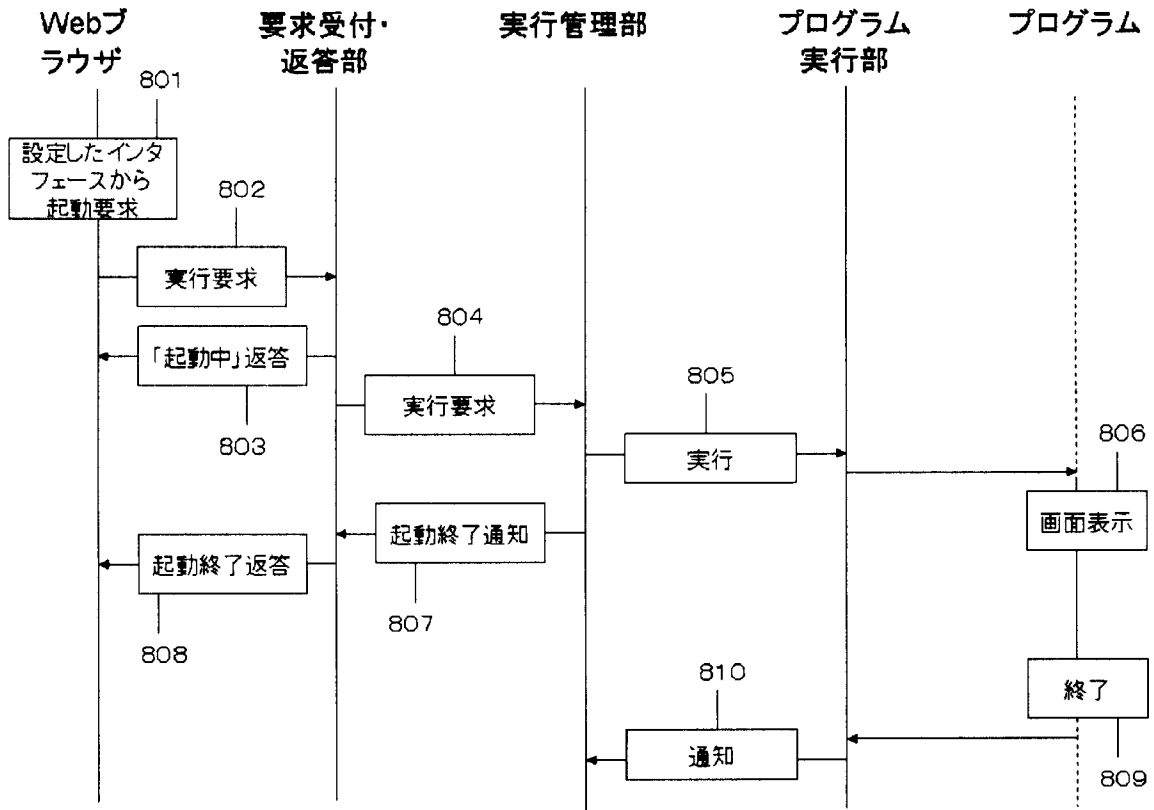 Webブ
ラウザ
要求受付・
返答部
実行管理部
プログラム
実行部
プログラム
801
設定したインタ
フェースから
起動要求
802
実行要求
「起動中」返答
803
804
実行要求
805
実行
806
画面表示
起動終了通知
807
起動終了返答
808
終了
809
810
通知